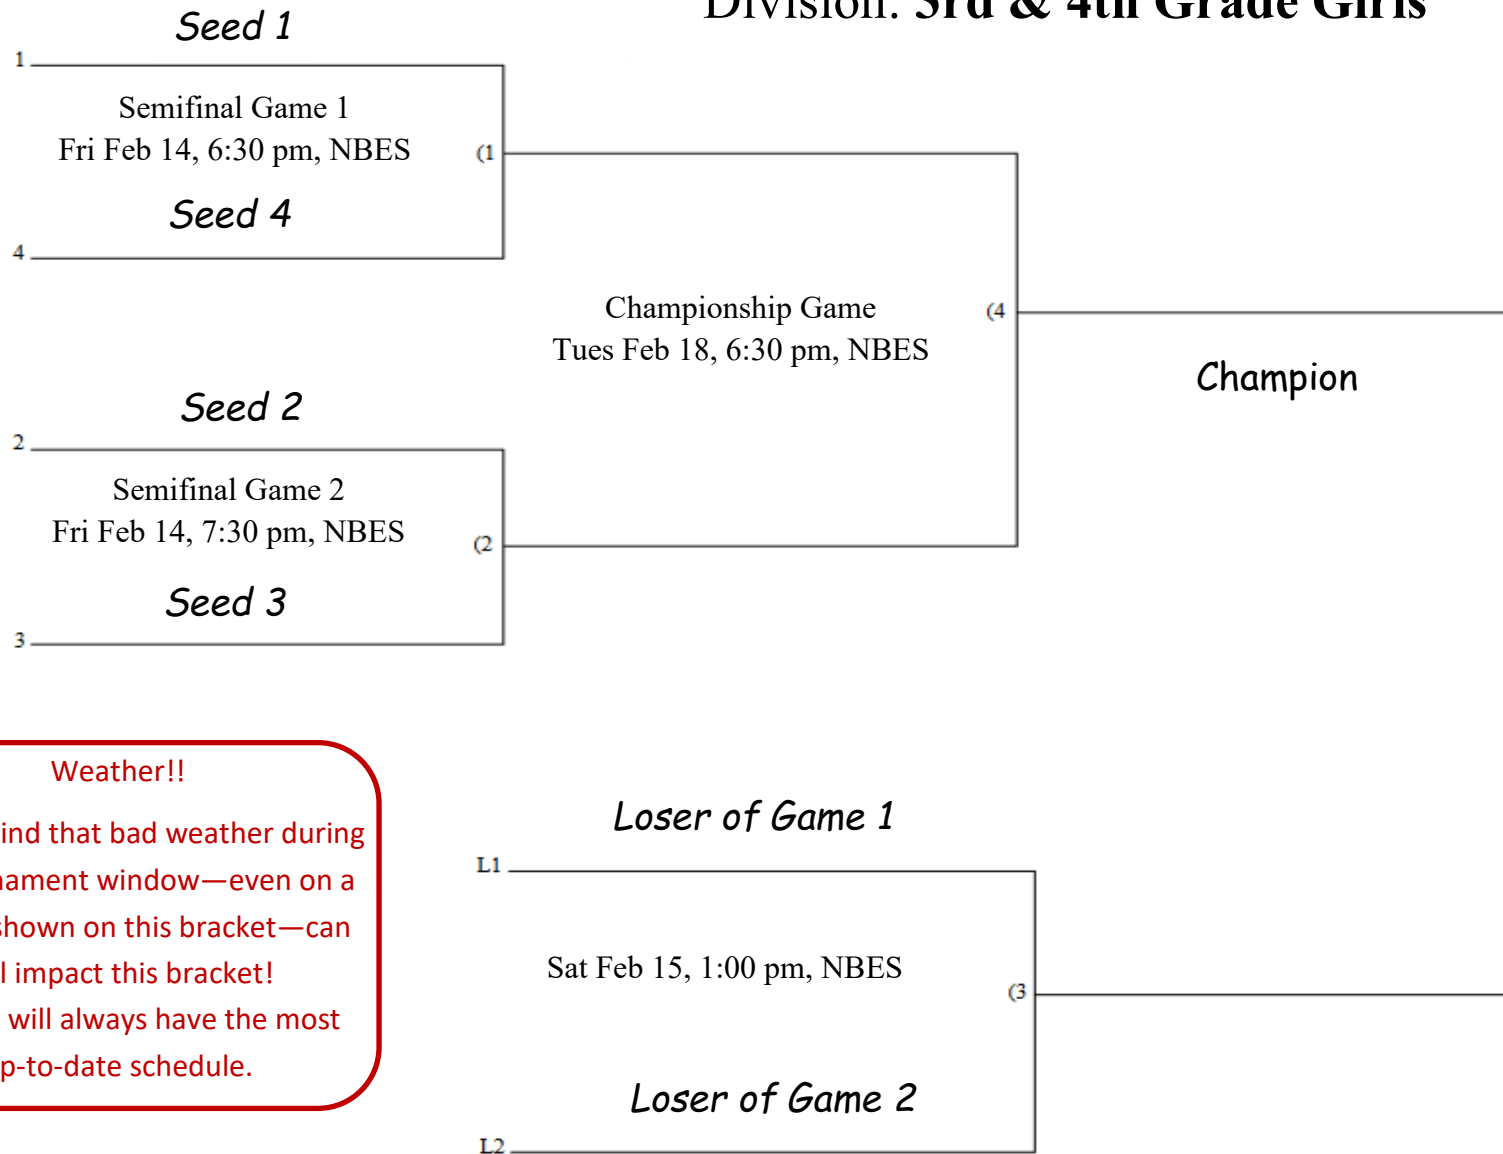 Division: 3rd & 4th Grade Girls
Seed 1
1
Semifinal Game 1
Fri Feb 14, 6:30 pm, NBES
(1
Seed 4
4
Championship Game
Tues Feb 18, 6:30 pm, NBES
(4
Champion
Seed 2
2
Semifinal Game 2
Fri Feb 14, 7:30 pm, NBES
(2
Seed 3
3
Weather!!
ind that bad weather during
nament window—even on a
shown on this bracket—can
l impact this bracket!
will always have the most
p-to-date schedule.
Loser of Game 1
L1
Sat Feb 15, 1:00 pm, NBES
(3
Loser of Game 2
L2